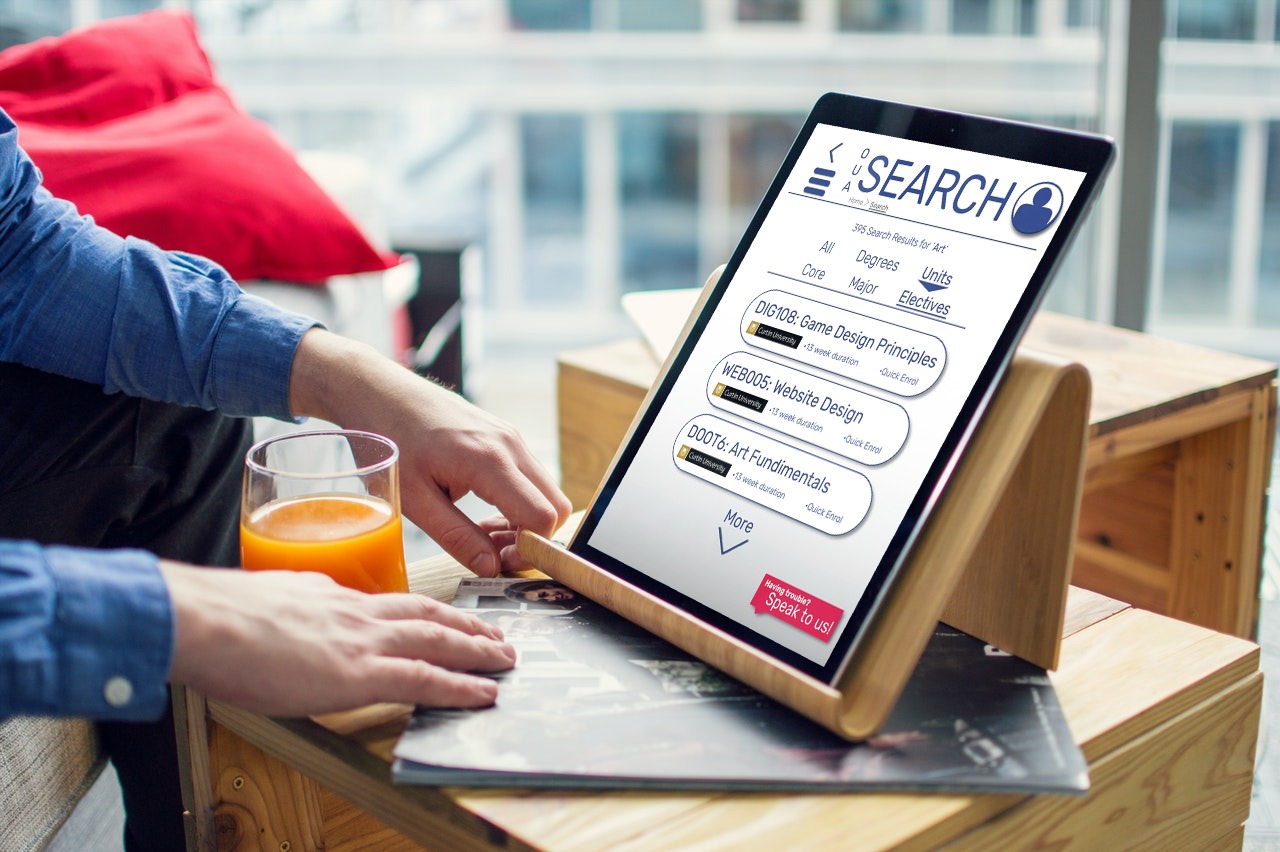 OUA
SEARCH
Home > Search
395 Search Results for 'Art'
All Degrees Units
Core Major Electives
DIG108: Game Design Principles
Curtin University •13 week duration •Quick Enrol
WEB005: Website Design
Curtin University •13 week duration •Quick Enrol
DOOT6: Art Fundimentals
Curtin University •13 week duration •Quick Enrol
More
Having trouble?
Speak to us!